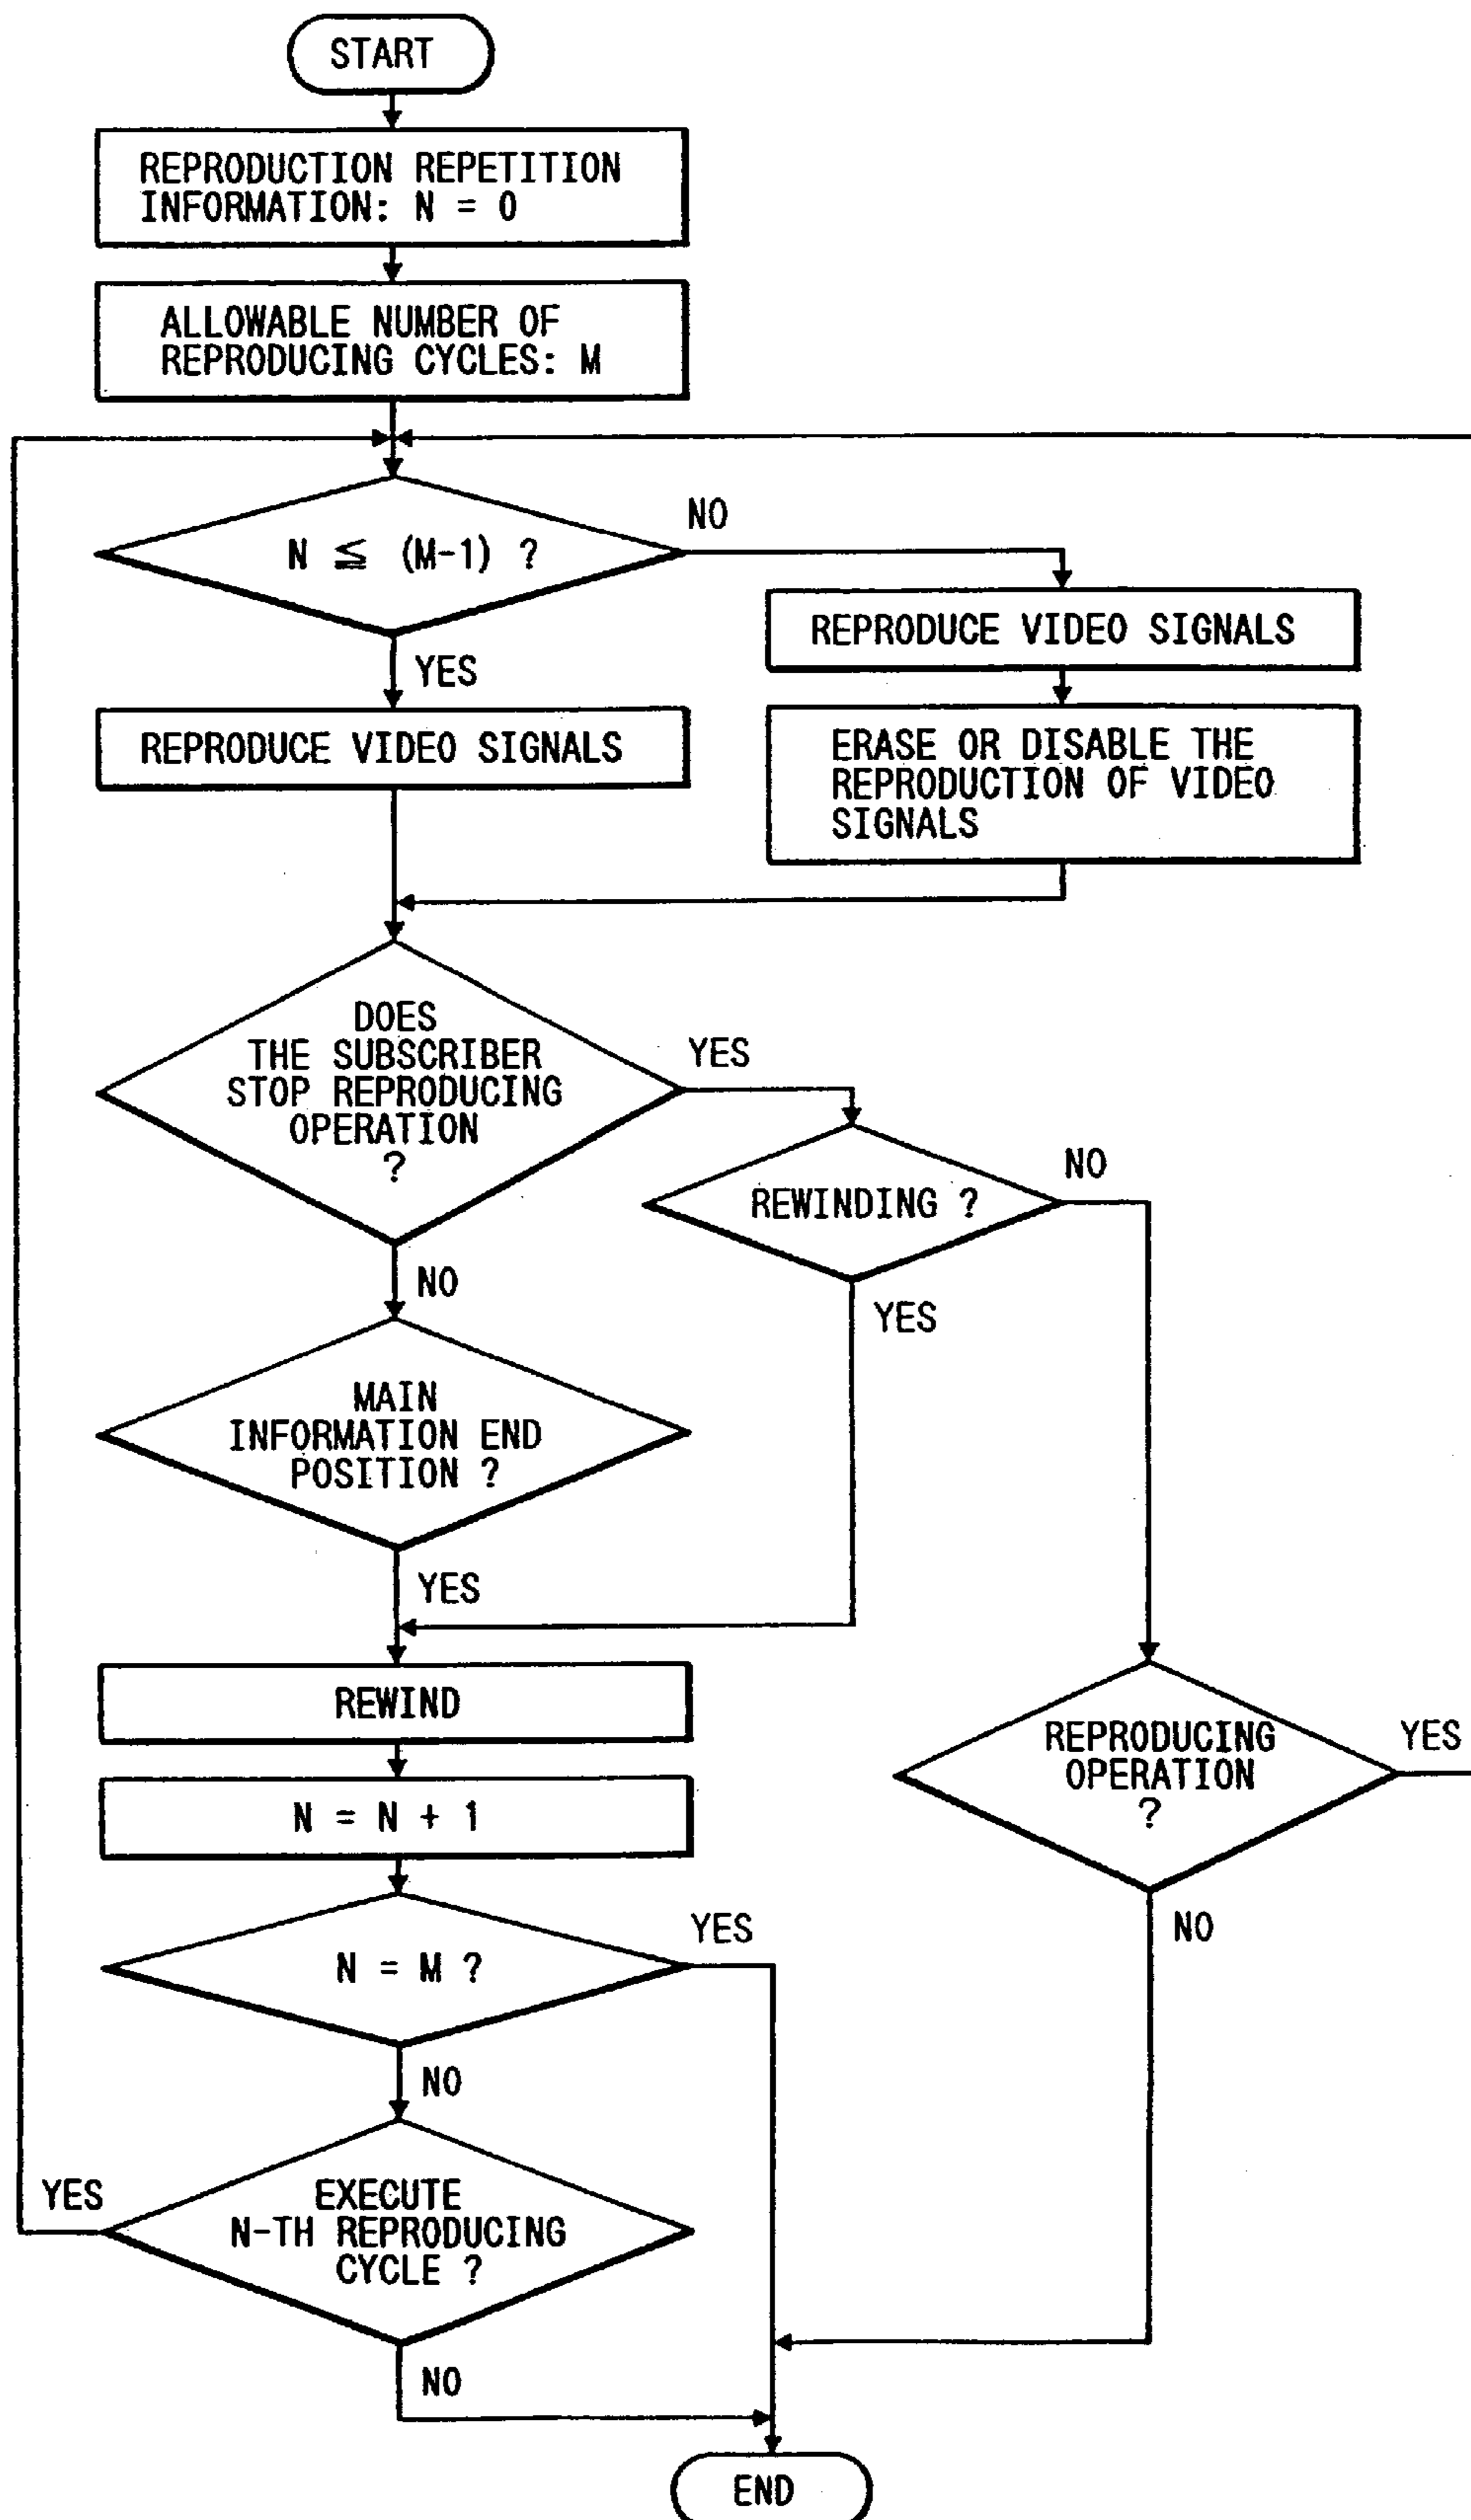 START
REPRODUCTION REPETITION
INFORMATION: N = 0
ALLOWABLE NUMBER OF
REPRODUCING CYCLES: M
N ≦ (M-1) ?
NO
YES
REPRODUCE VIDEO SIGNALS
REPRODUCE VIDEO SIGNALS
ERASE OR DISABLE THE
REPRODUCTION OF VIDEO
SIGNALS
DOES
THE SUBSCRIBER
STOP REPRODUCING
OPERATION
?
YES
NO
REWINDING ?
NO
YES
MAIN
INFORMATION END
POSITION ?
YES
REWIND
REPRODUCING
OPERATION
?
YES
NO
N = N + 1
N = M ?
YES
NO
EXECUTE
N-TH REPRODUCING
CYCLE ?
YES
NO
END